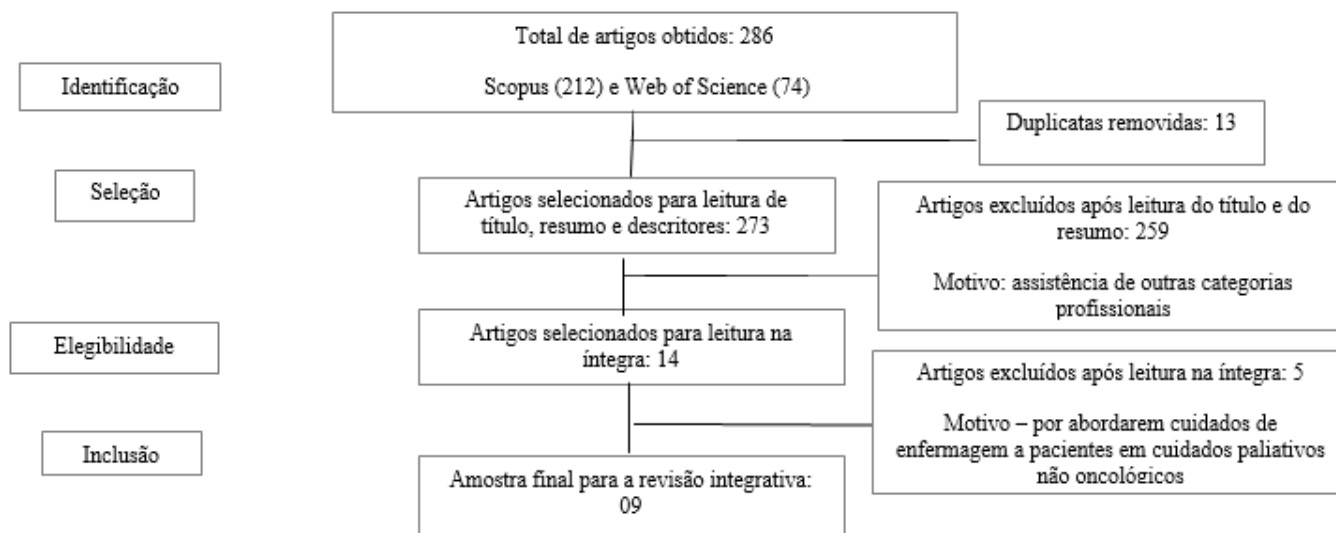 Total de artigos obtidos: 286
Scopus (212) e Web of Science (74)
Identificação
Duplicatas removidas: 13
Seleção
Artigos selecionados para leitura de
título, resumo e descritores: 273
Artigos excluídos após leitura do título e do
resumo: 259
Motivo: assistência de outras categorias
profissionais
Elegibilidade
Artigos selecionados para leitura na
íntegra: 14
Artigos excluídos após leitura na íntegra: 5
Motivo – por abordarem cuidados de
enfermagem a pacientes em cuidados paliativos
não oncológicos
Inclusão
Amostra final para a revisão integrativa:
09